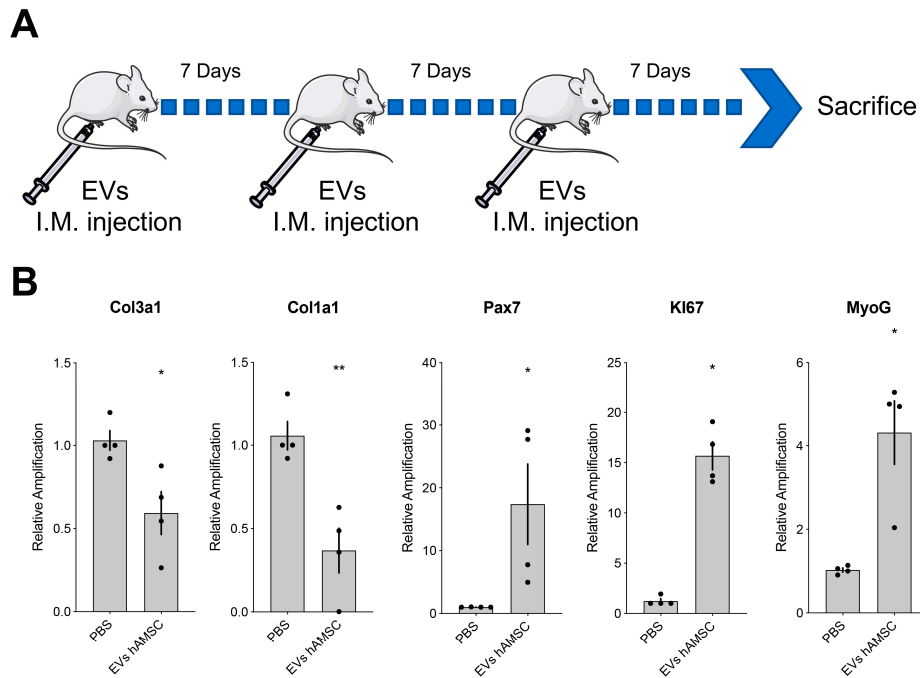 A
7 Days
7 Days
7 Days
Sacrifice
EVs
I.M. injection
EVs
I.M. injection
EVs
I.M. injection
B
Col3a1
Relative Amplification
1.5
1.0
0.5
0.0
PBS
EVs hAMSC
*
Col1a1
Relative Amplification
1.5
1.0
0.5
0.0
PBS
EVs hAMSC
**
Pax7
Relative Amplification
40
30
20
10
0
PBS
EVs hAMSC
*
KI67
Relative Amplification
25
20
15
10
5
0
PBS
EVs hAMSC
*
MyoG
Relative Amplification
6
4
2
0
PBS
EVs hAMSC
*